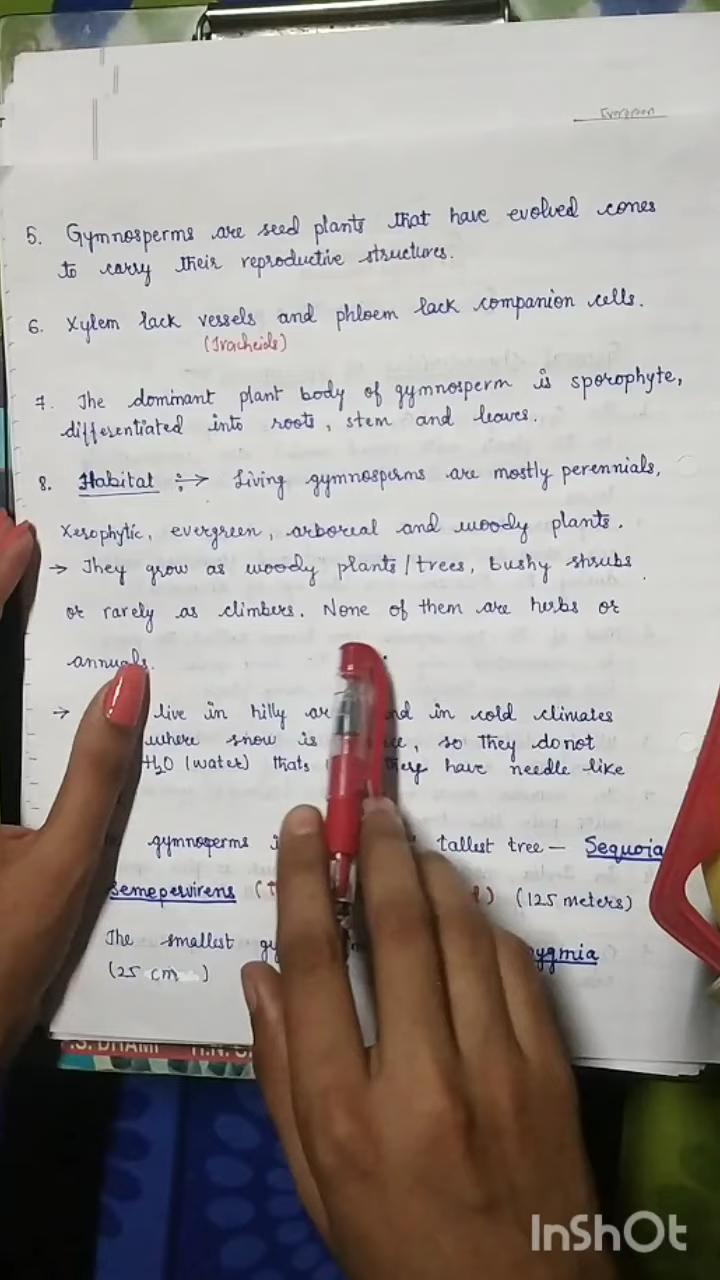 Evergreen
5. Gymnosperms are seed plants that have evolved cones
to carry their reproductive structures.
6. Xylem lack vessels and phloem lack companion cells.
(Tracheids)
7. The dominant plant body of gymnosperm is sporophyte,
differentiated into roots, stem and leaves.
8. Habitat ÷→ Living gymnosperms are mostly perennials,
Xerophytic, evergreen, arboreal and woody plants.
→ They grow as woody plants/trees, bushy shrubs
or rarely as climbers. None of them are herbs or
annuals.
→ live in hilly in cold climates
where snow is so they do not
H2O (water) thats they have needle like
gymnosperms tallest tree — Sequoia
Semepervirens (125 meters)
The smallest pygmia
(25 cm)
.S. DHAMI
InShOt